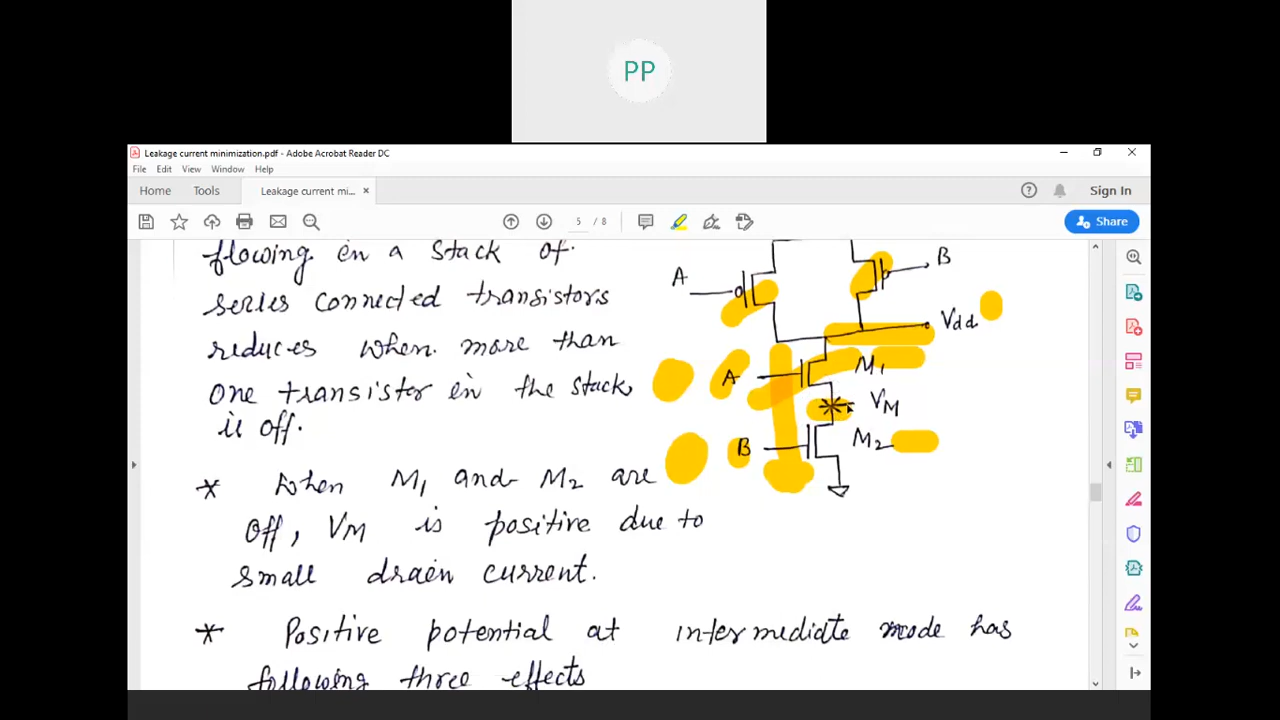 PP
Leakage current minimization.pdf - Adobe Acrobat Reader DC
File Edit View Window Help
Home Tools Leakage current mi... × Sign In
5 / 8 Share
flowing in a stack of
series connected transistors
reduces when more than
one transistor in the stack
is off.
* When M1 and M2 are
off, VM is positive due to
small drain current.
* Positive potential at intermediate mode has
following three effects
A
B
Vdd
A
M1
VM
B
M2